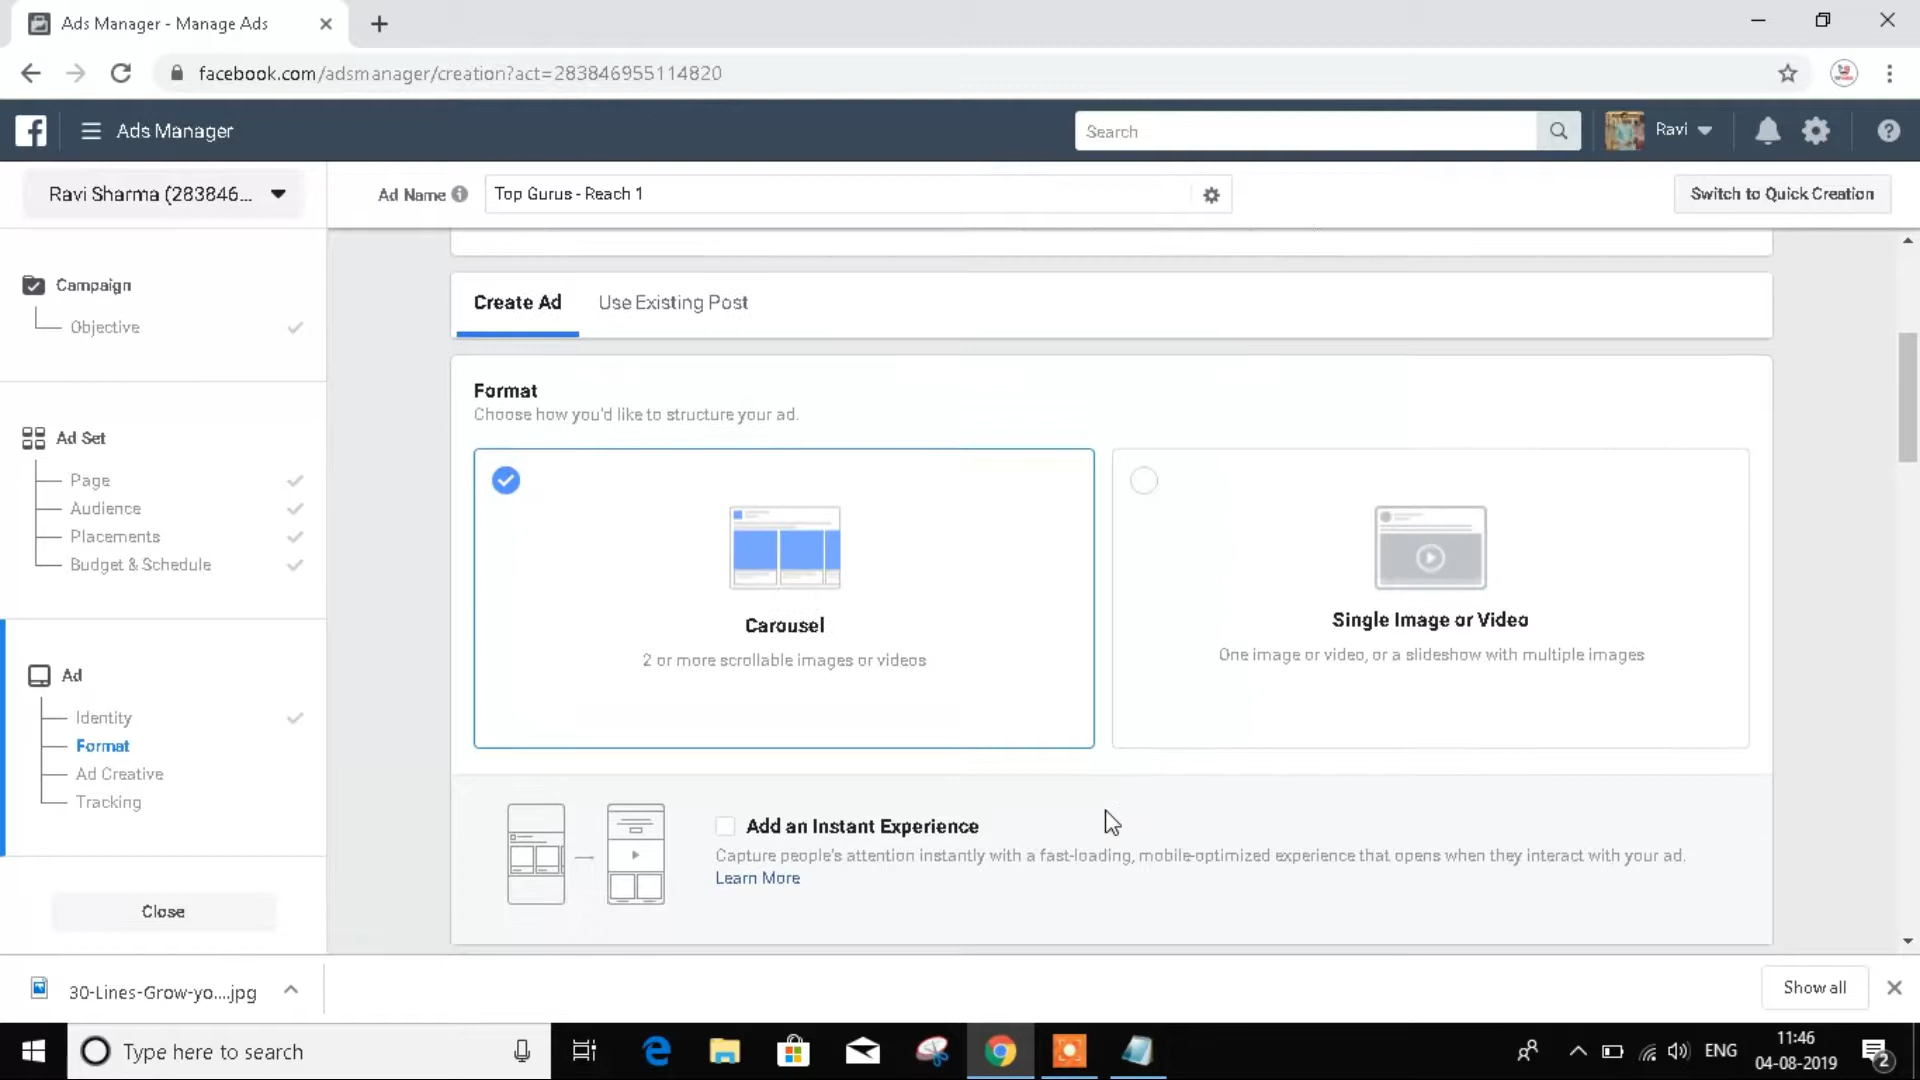 Ads Manager - Manage Ads
facebook.com/adsmanager/creation?act=283846955114820
Ads Manager
Search
Ravi
Ravi Sharma (283846...
Ad Name
Top Gurus - Reach 1
Switch to Quick Creation
Campaign
Objective
Ad Set
Page
Audience
Placements
Budget & Schedule
Ad
Identity
Format
Ad Creative
Tracking
Close
Create Ad
Use Existing Post
Format
Choose how you'd like to structure your ad.
Carousel
2 or more scrollable images or videos
Single Image or Video
One image or video, or a slideshow with multiple images
Add an Instant Experience
Capture people's attention instantly with a fast-loading, mobile-optimized experience that opens when they interact with your ad.
Learn More
30-Lines-Grow-yo....jpg
Show all
Type here to search
ENG
11:46
04-08-2019
2